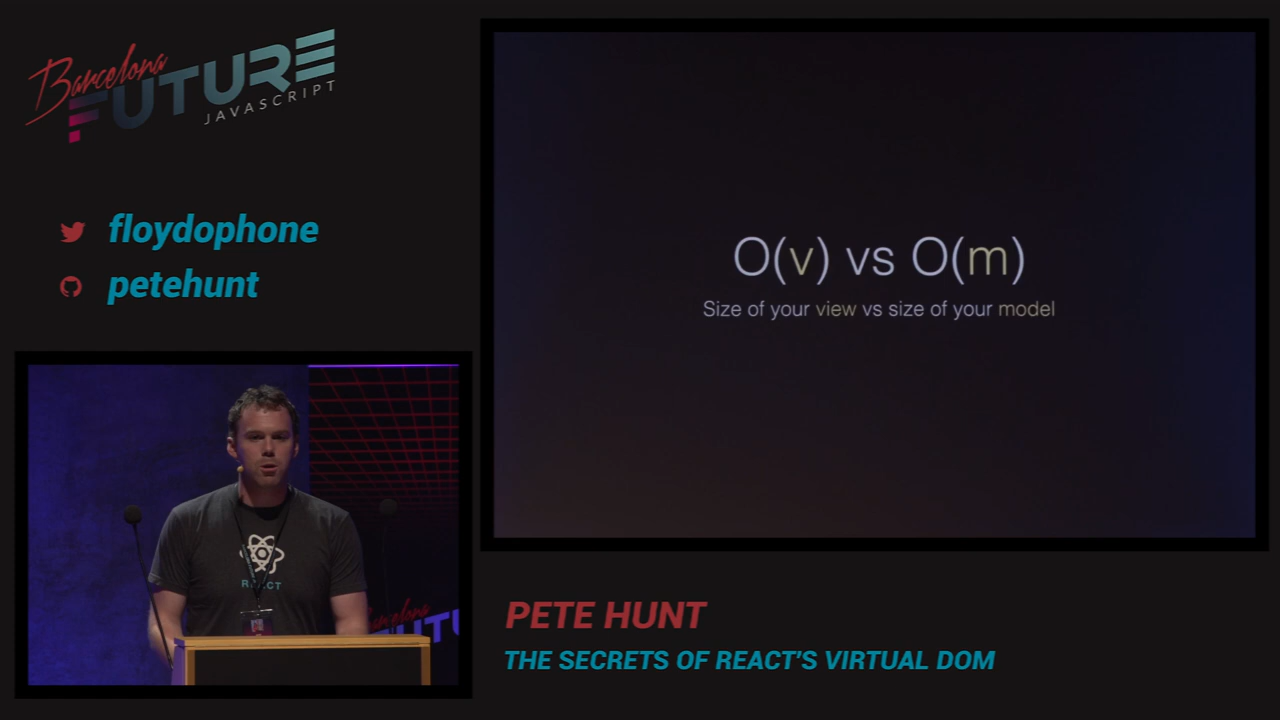 Barcelona
FUTURE
JAVASCRIPT
floydophone
petehunt
O(v) vs O(m)
Size of your view vs size of your model
REACT
PETE HUNT
THE SECRETS OF REACT'S VIRTUAL DOM